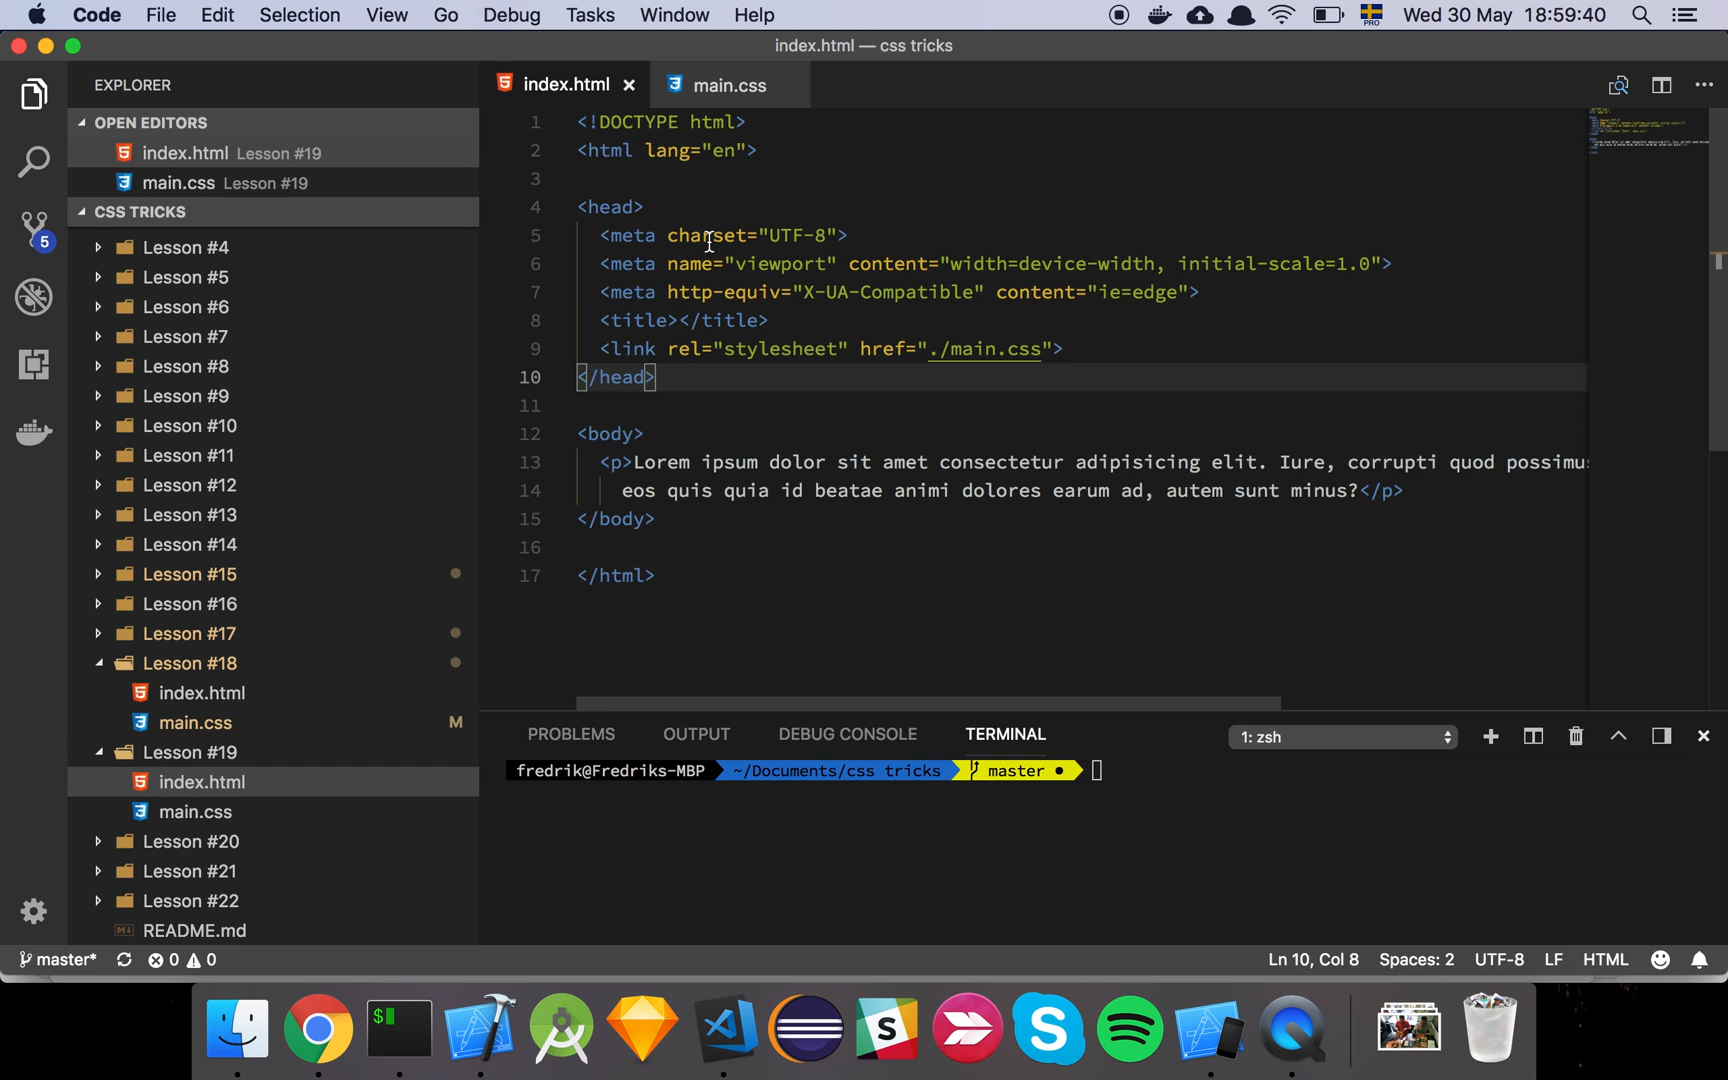 Code File Edit Selection View Go Debug Tasks Window Help PRO Wed 30 May 18:59:40
index.html — css tricks
EXPLORER
OPEN EDITORS
index.html Lesson #19
main.css Lesson #19
CSS TRICKS
Lesson #4
Lesson #5
Lesson #6
Lesson #7
Lesson #8
Lesson #9
Lesson #10
Lesson #11
Lesson #12
Lesson #13
Lesson #14
Lesson #15
Lesson #16
Lesson #17
Lesson #18
index.html
main.css M
Lesson #19
index.html
main.css
Lesson #20
Lesson #21
Lesson #22
README.md
5
index.html main.css
1 <!DOCTYPE html>
2 <html lang="en">
3
4 <head>
5 <meta charset="UTF-8">
6 <meta name="viewport" content="width=device-width, initial-scale=1.0">
7 <meta http-equiv="X-UA-Compatible" content="ie=edge">
8 <title></title>
9 <link rel="stylesheet" href="./main.css">
10 </head>
11
12 <body>
13 <p>Lorem ipsum dolor sit amet consectetur adipisicing elit. Iure, corrupti quod possimu
14 eos quis quia id beatae animi dolores earum ad, autem sunt minus?</p>
15 </body>
16
17 </html>
PROBLEMS OUTPUT DEBUG CONSOLE TERMINAL 1: zsh
fredrik@Fredriks-MBP ~/Documents/css tricks master ●
master* 0 0 Ln 10, Col 8 Spaces: 2 UTF-8 LF HTML
$
S
S